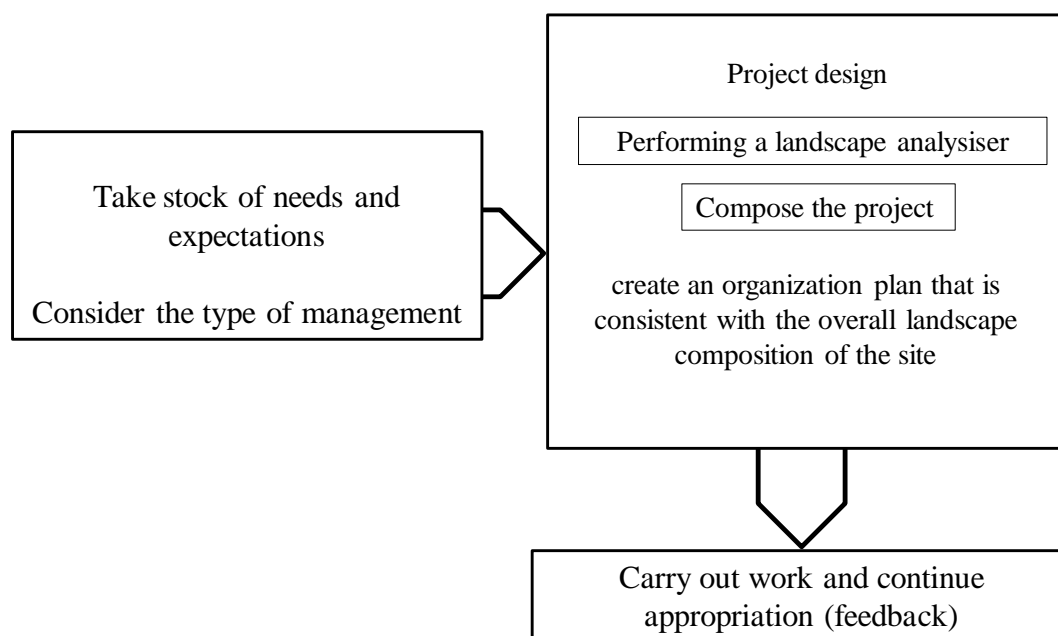 Take stock of needs and
expectations
Consider the type of management
Project design
Performing a landscape analysiser
Compose the project
create an organization plan that is
consistent with the overall landscape
composition of the site
Carry out work and continue
appropriation (feedback)